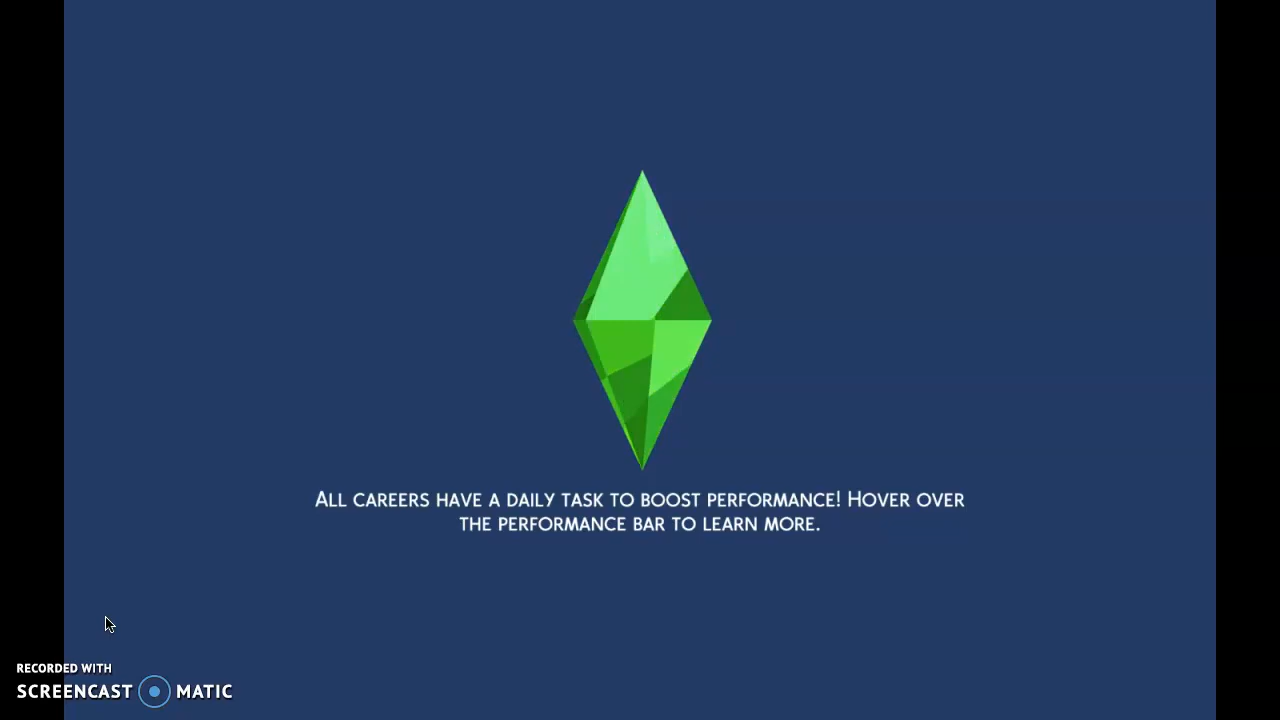 All careers have a daily task to boost performance! Hover over
the performance bar to learn more.
RECORDED WITH
SCREENCAST MATIC